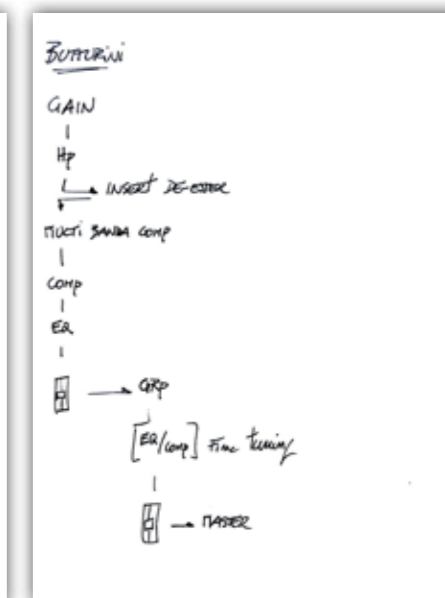 BUTTURINI
GAIN
HP
INSERT DE-ESSER
MULTI BANDA COMP
COMP
EQ
GRP
[EQ/COMP] Fine tuning
MASTER